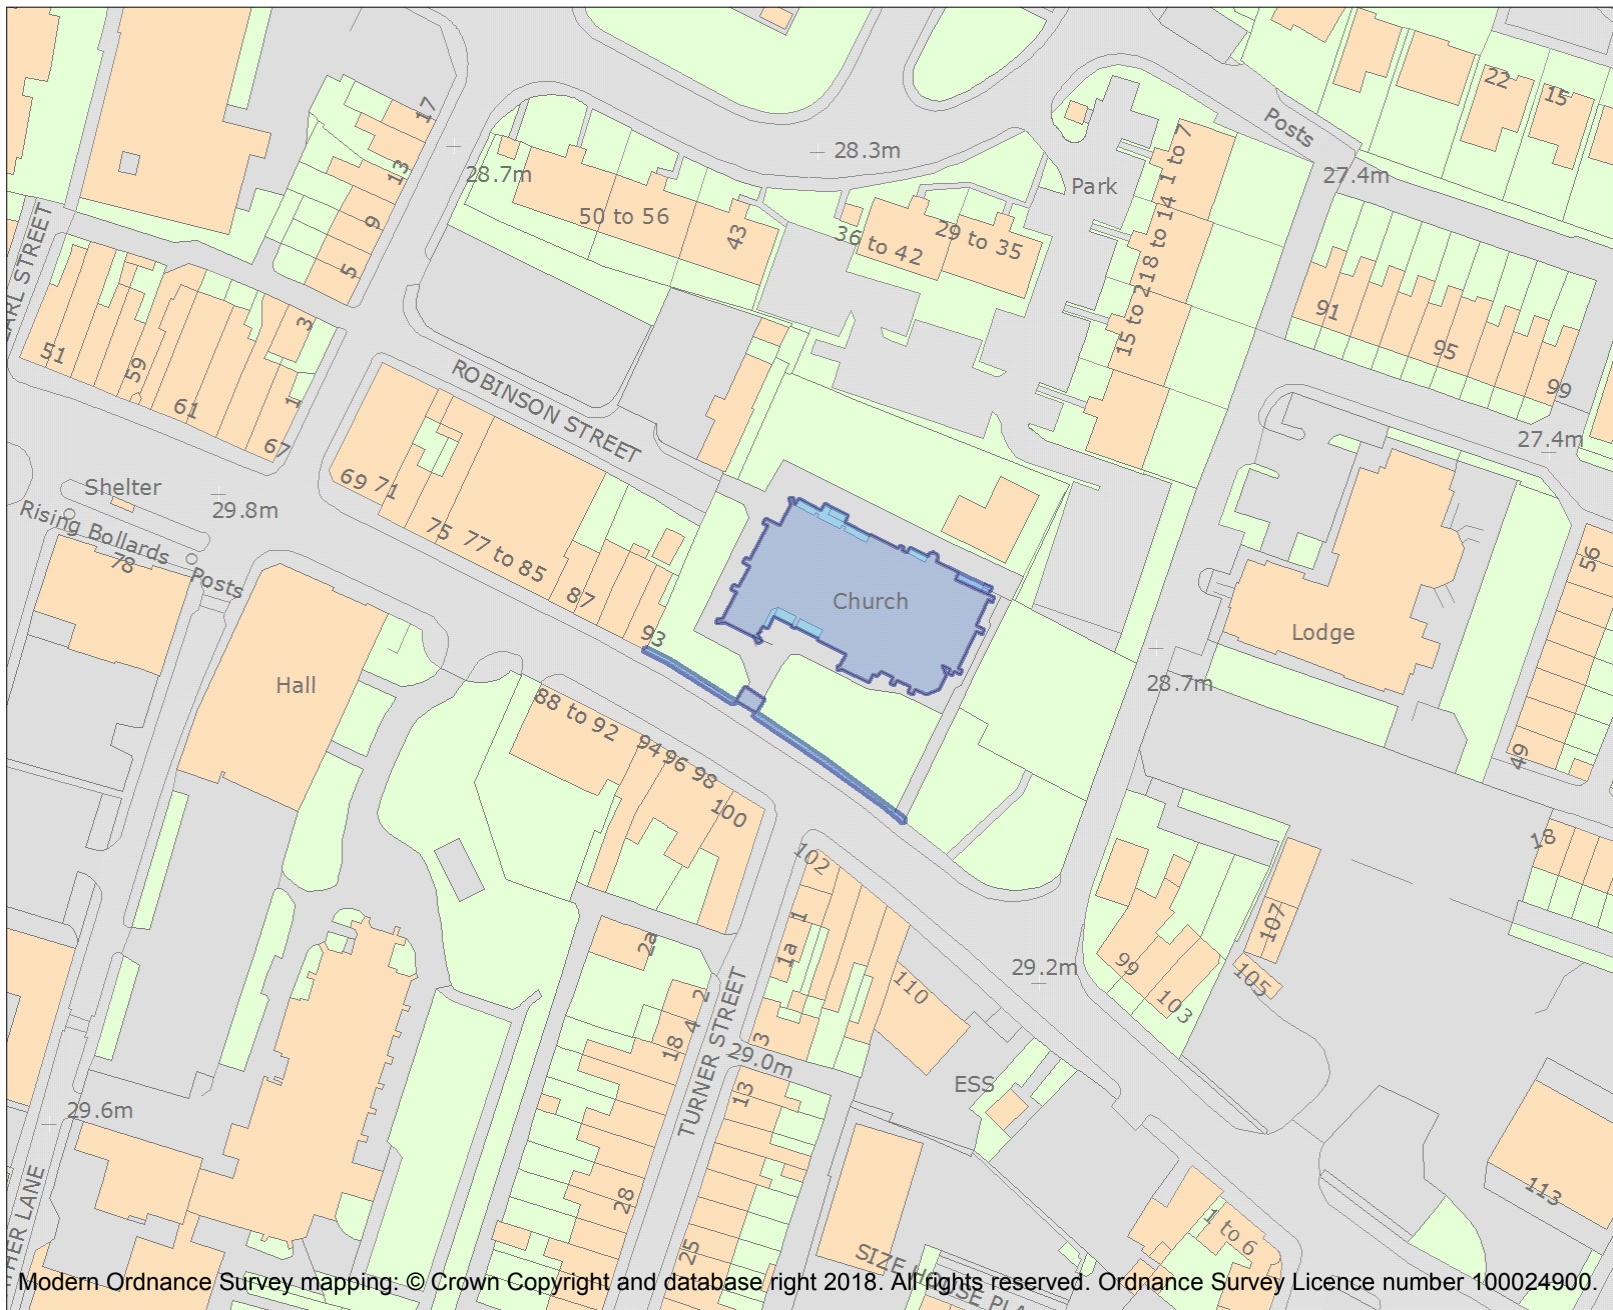 17
22
15
Posts
28.3m
28.7m
13
1 to 7
27.4m
Park
50 to 56
9
43
36 to 42
29 to 35
8 to 14
5
15 to 21
91
3
95
51
59
61
1
67
99
ROBINSON STREET
27.4m
69 71
Shelter
29.8m
Rising Bollards
75
77 to 85
78
Posts
87
56
Church
93
Lodge
Hall
28.7m
88 to 92
94
96
98
100
49
102
18
1
1a
2a
107
99
105
103
29.2m
110
2
4
18
3
TURNER STREET
29.0m
13
ESS
29.6m
28
25
113
1 to 6
SIZE HOUSE PLA
Modern Ordnance Survey mapping: © Crown Copyright and database right 2018. All rights reserved. Ordnance Survey Licence number 100024900.